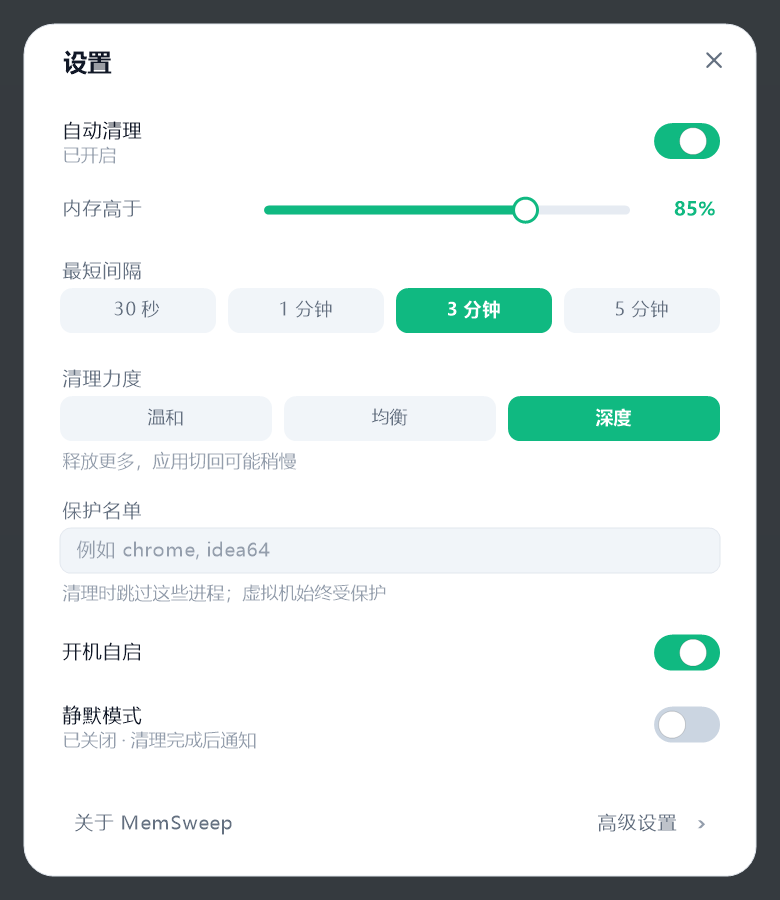 设置
自动清理
已开启
内存高于 85%
最短间隔
30 秒 1 分钟 3 分钟 5 分钟
清理力度
温和 均衡 深度
释放更多，应用切回可能稍慢
保护名单
例如 chrome, idea64
清理时跳过这些进程；虚拟机始终受保护
开机自启
静默模式
已关闭 · 清理完成后通知
关于 MemSweep 高级设置 ›